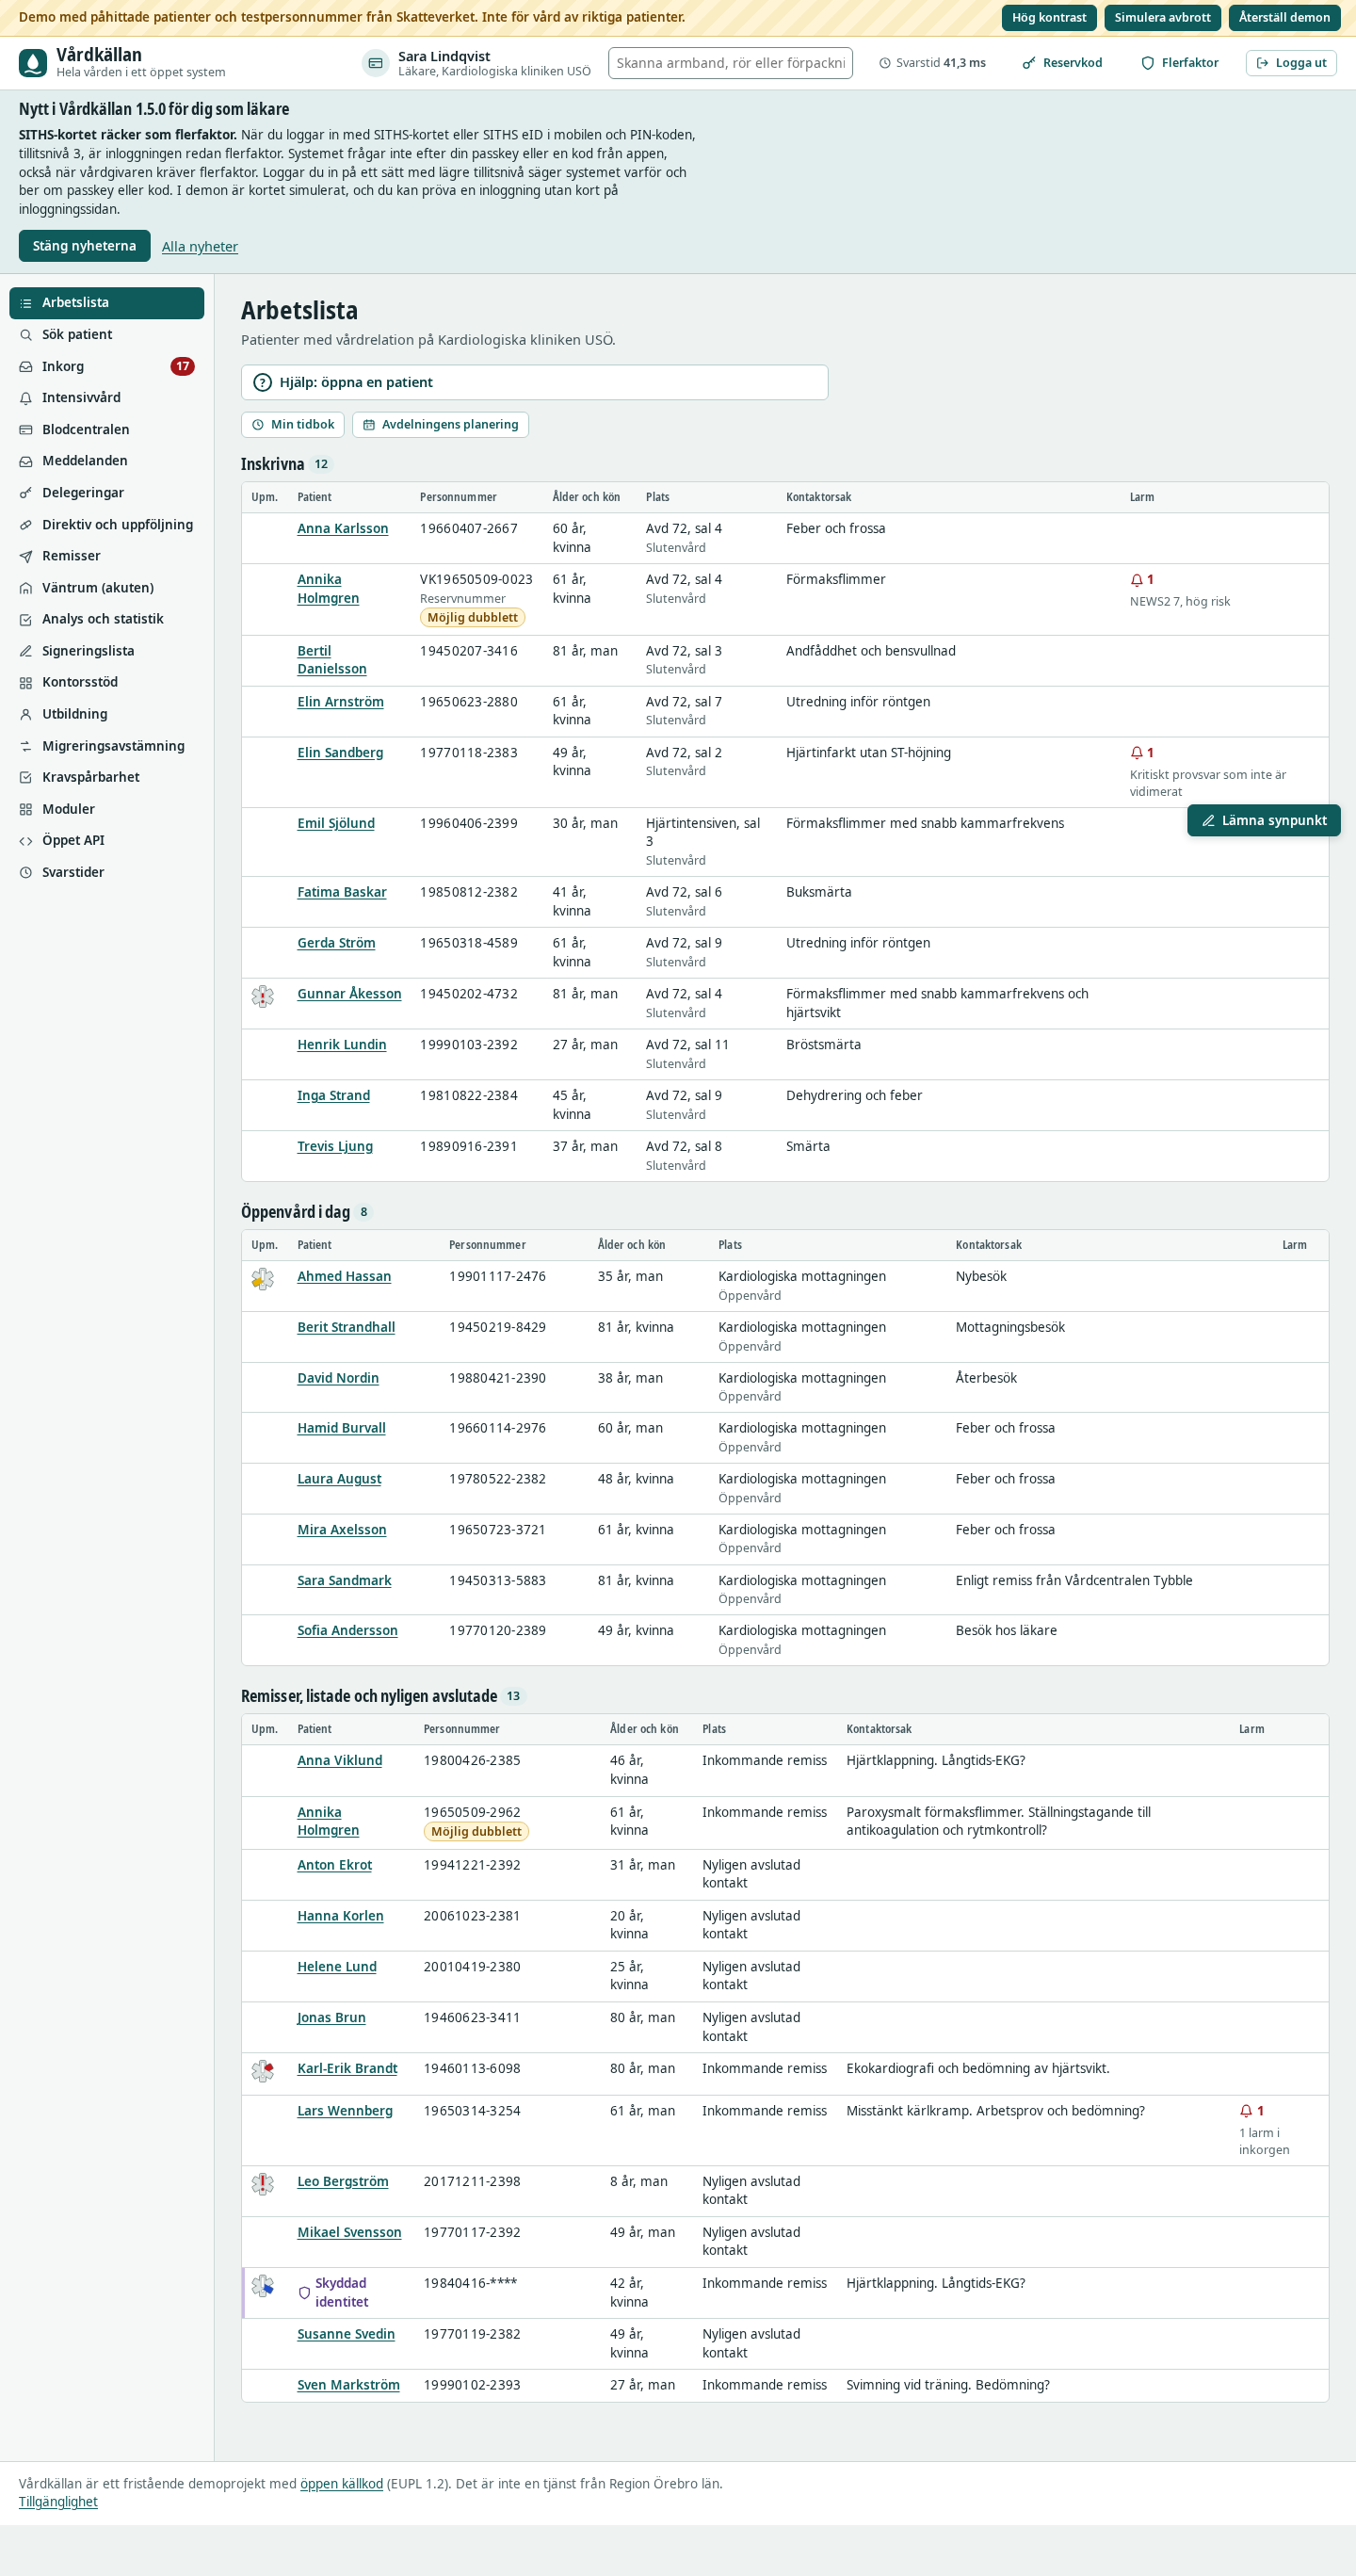 Demo med påhittade patienter och testpersonnummer från Skatteverket. Inte för vård av riktiga patienter.
Hög kontrast
Simulera avbrott
Återställ demon
Vårdkällan
Hela vården i ett öppet system
Sara Lindqvist
Läkare, Kardiologiska kliniken USÖ
Skanna armband, rör eller förpackni
Svarstid 41,3 ms
Reservkod
Flerfaktor
Logga ut
Nytt i Vårdkällan 1.5.0 för dig som läkare
SITHS-kortet räcker som flerfaktor. När du loggar in med SITHS-kortet eller SITHS eID i mobilen och PIN-koden,
tillitsnivå 3, är inloggningen redan flerfaktor. Systemet frågar inte efter din passkey eller en kod från appen,
också när vårdgivaren kräver flerfaktor. Loggar du in på ett sätt med lägre tillitsnivå säger systemet varför och
ber om passkey eller kod. I demon är kortet simulerat, och du kan pröva en inloggning utan kort på
inloggningssidan.
Stäng nyheterna
Alla nyheter
Arbetslista
Sök patient
Inkorg 17
Intensivvård
Blodcentralen
Meddelanden
Delegeringar
Direktiv och uppföljning
Remisser
Väntrum (akuten)
Analys och statistik
Signeringslista
Kontorsstöd
Utbildning
Migreringsavstämning
Kravspårbarhet
Moduler
Öppet API
Svarstider
Arbetslista
Patienter med vårdrelation på Kardiologiska kliniken USÖ.
? Hjälp: öppna en patient
Min tidbok
Avdelningens planering
Inskrivna 12
Upm. Patient Personnummer Ålder och kön Plats Kontaktorsak Larm
Anna Karlsson 19660407-2667 60 år, Avd 72, sal 4 Feber och frossa
kvinna Slutenvård
Annika VK19650509-0023 61 år, Avd 72, sal 4 Förmaksflimmer 1
Holmgren Reservnummer kvinna Slutenvård NEWS2 7, hög risk
Möjlig dubblett
Bertil 19450207-3416 81 år, man Avd 72, sal 3 Andfåddhet och bensvullnad
Danielsson Slutenvård
Elin Arnström 19650623-2880 61 år, Avd 72, sal 7 Utredning inför röntgen
kvinna Slutenvård
Elin Sandberg 19770118-2383 49 år, Avd 72, sal 2 Hjärtinfarkt utan ST-höjning 1
kvinna Slutenvård Kritiskt provsvar som inte är
vidimerat
Emil Sjölund 19960406-2399 30 år, man Hjärtintensiven, sal Förmaksflimmer med snabb kammarfrekvens
3
Slutenvård
Lämna synpunkt
Fatima Baskar 19850812-2382 41 år, Avd 72, sal 6 Buksmärta
kvinna Slutenvård
Gerda Ström 19650318-4589 61 år, Avd 72, sal 9 Utredning inför röntgen
kvinna Slutenvård
Gunnar Åkesson 19450202-4732 81 år, man Avd 72, sal 4 Förmaksflimmer med snabb kammarfrekvens och
Slutenvård hjärtsvikt
Henrik Lundin 19990103-2392 27 år, man Avd 72, sal 11 Bröstsmärta
Slutenvård
Inga Strand 19810822-2384 45 år, Avd 72, sal 9 Dehydrering och feber
kvinna Slutenvård
Trevis Ljung 19890916-2391 37 år, man Avd 72, sal 8 Smärta
Slutenvård
Öppenvård i dag 8
Upm. Patient Personnummer Ålder och kön Plats Kontaktorsak Larm
Ahmed Hassan 19901117-2476 35 år, man Kardiologiska mottagningen Nybesök
Öppenvård
Berit Strandhall 19450219-8429 81 år, kvinna Kardiologiska mottagningen Mottagningsbesök
Öppenvård
David Nordin 19880421-2390 38 år, man Kardiologiska mottagningen Återbesök
Öppenvård
Hamid Burvall 19660114-2976 60 år, man Kardiologiska mottagningen Feber och frossa
Öppenvård
Laura August 19780522-2382 48 år, kvinna Kardiologiska mottagningen Feber och frossa
Öppenvård
Mira Axelsson 19650723-3721 61 år, kvinna Kardiologiska mottagningen Feber och frossa
Öppenvård
Sara Sandmark 19450313-5883 81 år, kvinna Kardiologiska mottagningen Enligt remiss från Vårdcentralen Tybble
Öppenvård
Sofia Andersson 19770120-2389 49 år, kvinna Kardiologiska mottagningen Besök hos läkare
Öppenvård
Remisser, listade och nyligen avslutade 13
Upm. Patient Personnummer Ålder och kön Plats Kontaktorsak Larm
Anna Viklund 19800426-2385 46 år, Inkommande remiss Hjärtklappning. Långtids-EKG?
kvinna
Annika 19650509-2962 61 år, Inkommande remiss Paroxysmalt förmaksflimmer. Ställningstagande till
Holmgren Möjlig dubblett kvinna antikoagulation och rytmkontroll?
Anton Ekrot 19941221-2392 31 år, man Nyligen avslutad
kontakt
Hanna Korlen 20061023-2381 20 år, Nyligen avslutad
kvinna kontakt
Helene Lund 20010419-2380 25 år, Nyligen avslutad
kvinna kontakt
Jonas Brun 19460623-3411 80 år, man Nyligen avslutad
kontakt
Karl-Erik Brandt 19460113-6098 80 år, man Inkommande remiss Ekokardiografi och bedömning av hjärtsvikt.
Lars Wennberg 19650314-3254 61 år, man Inkommande remiss Misstänkt kärlkramp. Arbetsprov och bedömning? 1
1 larm i
inkorgen
Leo Bergström 20171211-2398 8 år, man Nyligen avslutad
kontakt
Mikael Svensson 19770117-2392 49 år, man Nyligen avslutad
kontakt
Skyddad 19840416-**** 42 år, Inkommande remiss Hjärtklappning. Långtids-EKG?
identitet kvinna
Susanne Svedin 19770119-2382 49 år, Nyligen avslutad
kvinna kontakt
Sven Markström 19990102-2393 27 år, man Inkommande remiss Svimning vid träning. Bedömning?
Vårdkällan är ett fristående demoprojekt med öppen källkod (EUPL 1.2). Det är inte en tjänst från Region Örebro län.
Tillgänglighet